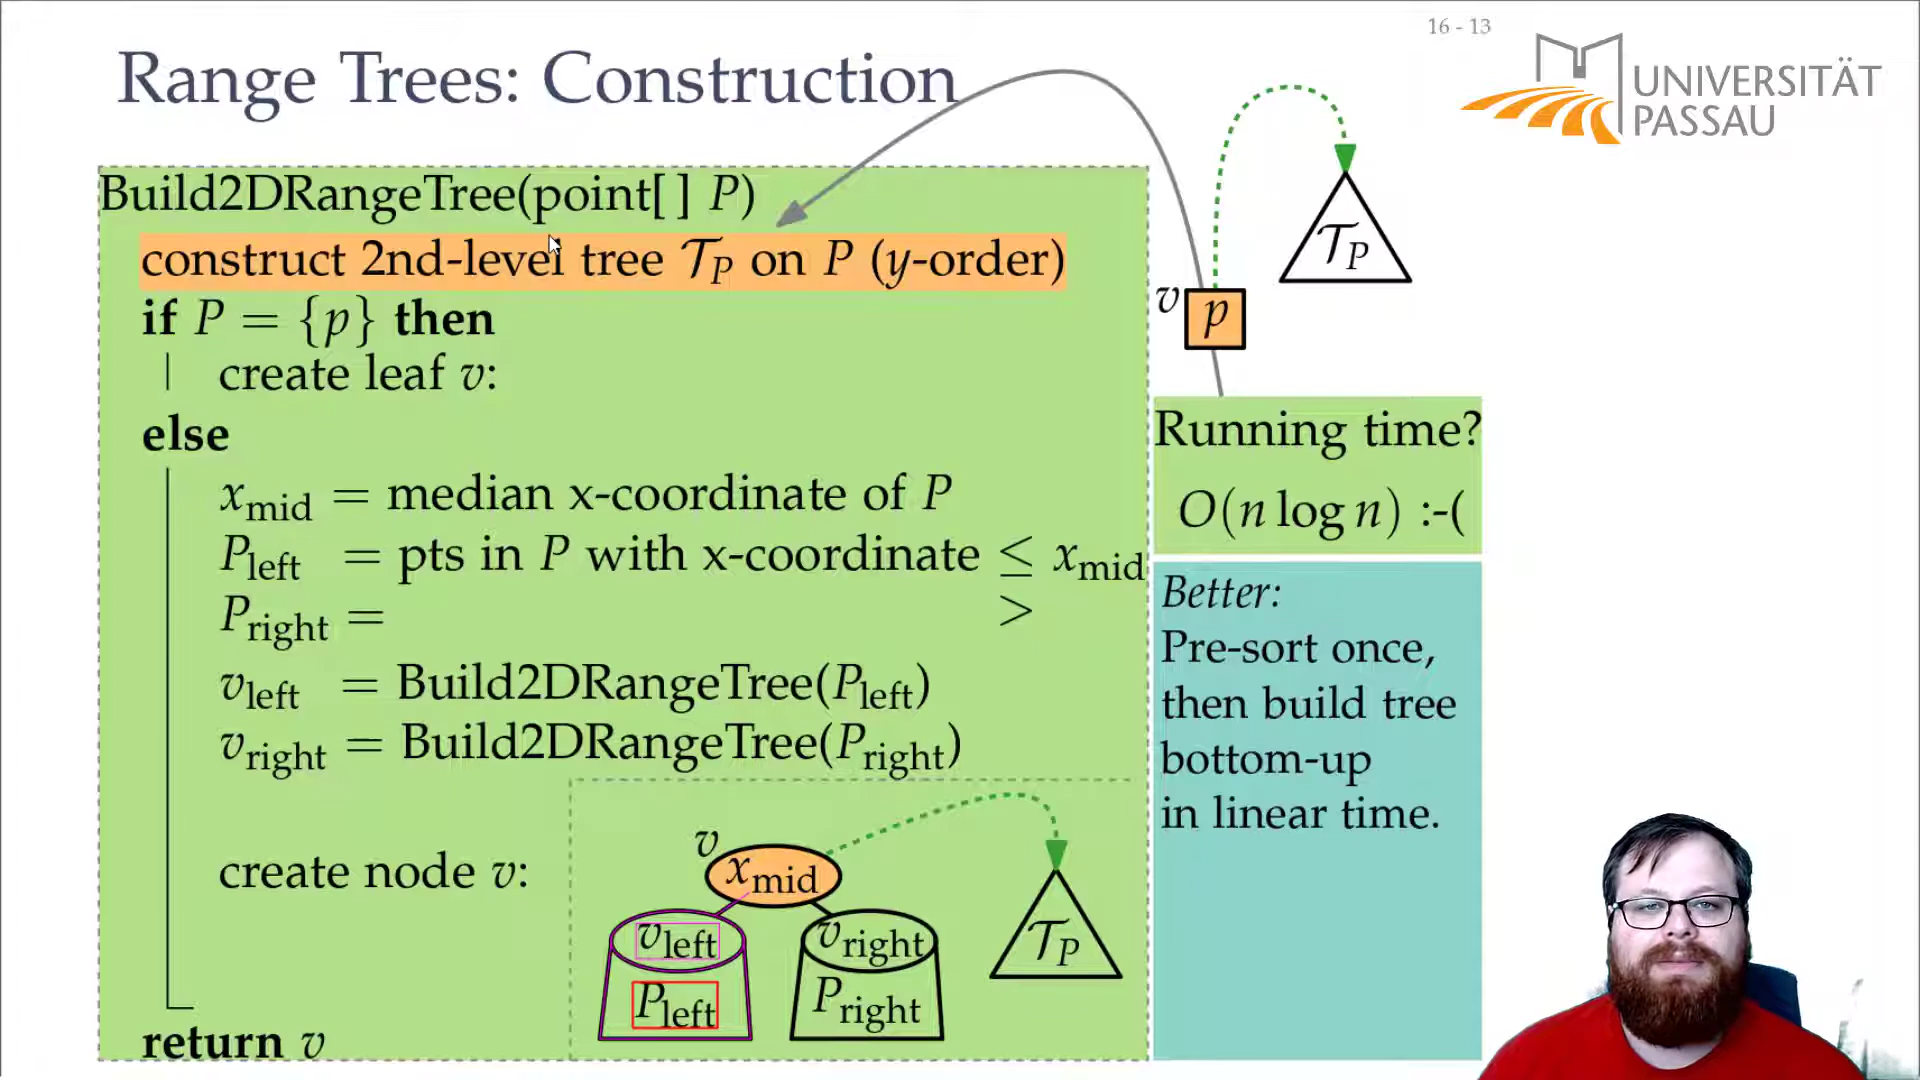 16 - 13
Range Trees: Construction
UNIVERSITÄT
PASSAU
Build2DRangeTree(point[ ] P)
construct 2nd-level tree 𝒯_P on P (y-order)
if P = {p} then
create leaf v:
else
x_mid = median x-coordinate of P
P_left = pts in P with x-coordinate ≤ x_mid
P_right = >
v_left = Build2DRangeTree(P_left)
v_right = Build2DRangeTree(P_right)
create node v:
return v
v
x_mid
v_left
v_right
P_left
P_right
𝒯_P
v
p
𝒯_P
Running time?
O(n log n) :-(
Better:
Pre-sort once,
then build tree
bottom-up
in linear time.